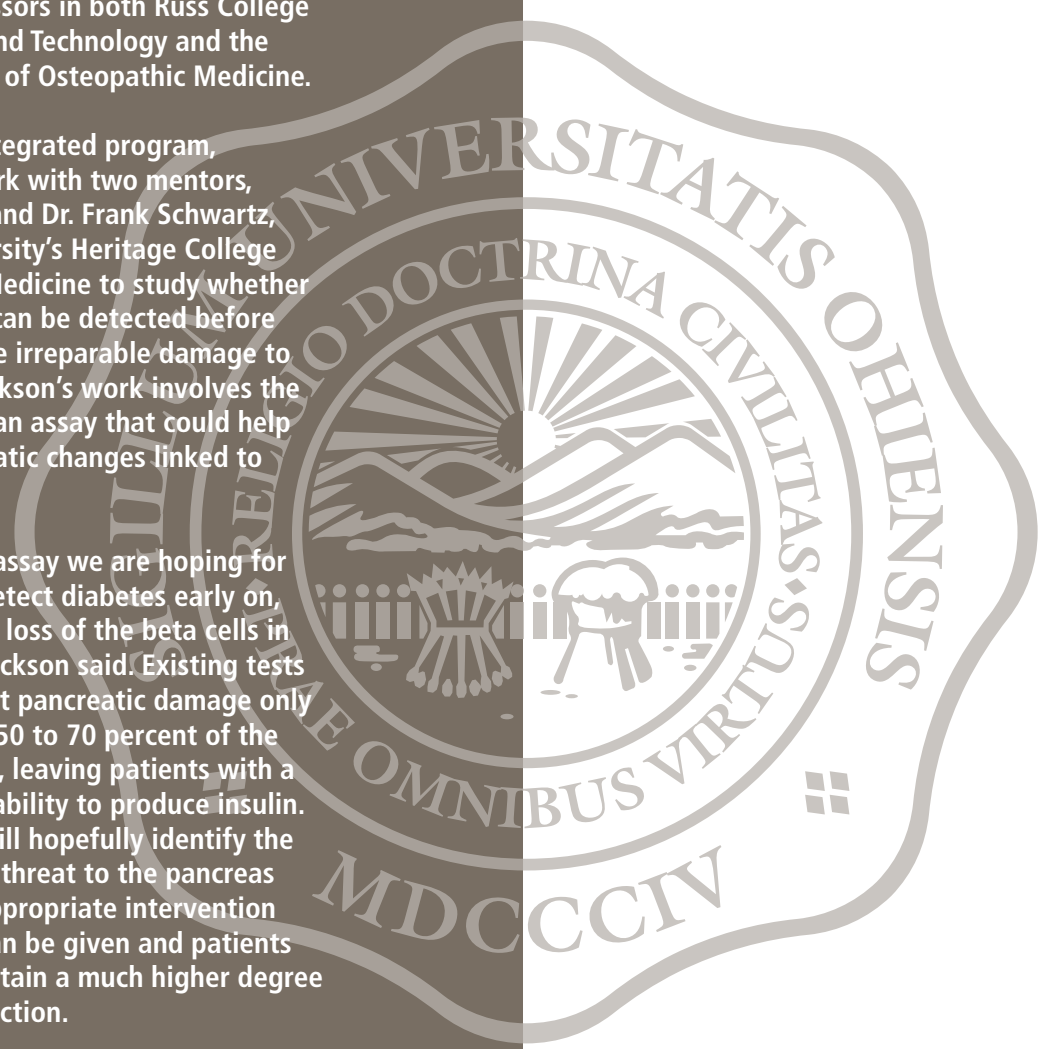 sors in both Russ College
nd Technology and the
of Osteopathic Medicine.
tegrated program,
rk with two mentors,
and Dr. Frank Schwartz,
rsity's Heritage College
Medicine to study whether
can be detected before
e irreparable damage to
ckson's work involves the
an assay that could help
atic changes linked to
assay we are hoping for
etect diabetes early on,
loss of the beta cells in
ckson said. Existing tests
t pancreatic damage only
50 to 70 percent of the
, leaving patients with a
ability to produce insulin.
ill hopefully identify the
threat to the pancreas
ppropriate intervention
an be given and patients
tain a much higher degree
ction.
SIGILLUM UNIVERSITATIS OHIENSIS
RELIGIO DOCTRINA CIVILITAS
PRAE OMNIBUS VIRTUS
MDCCCIV